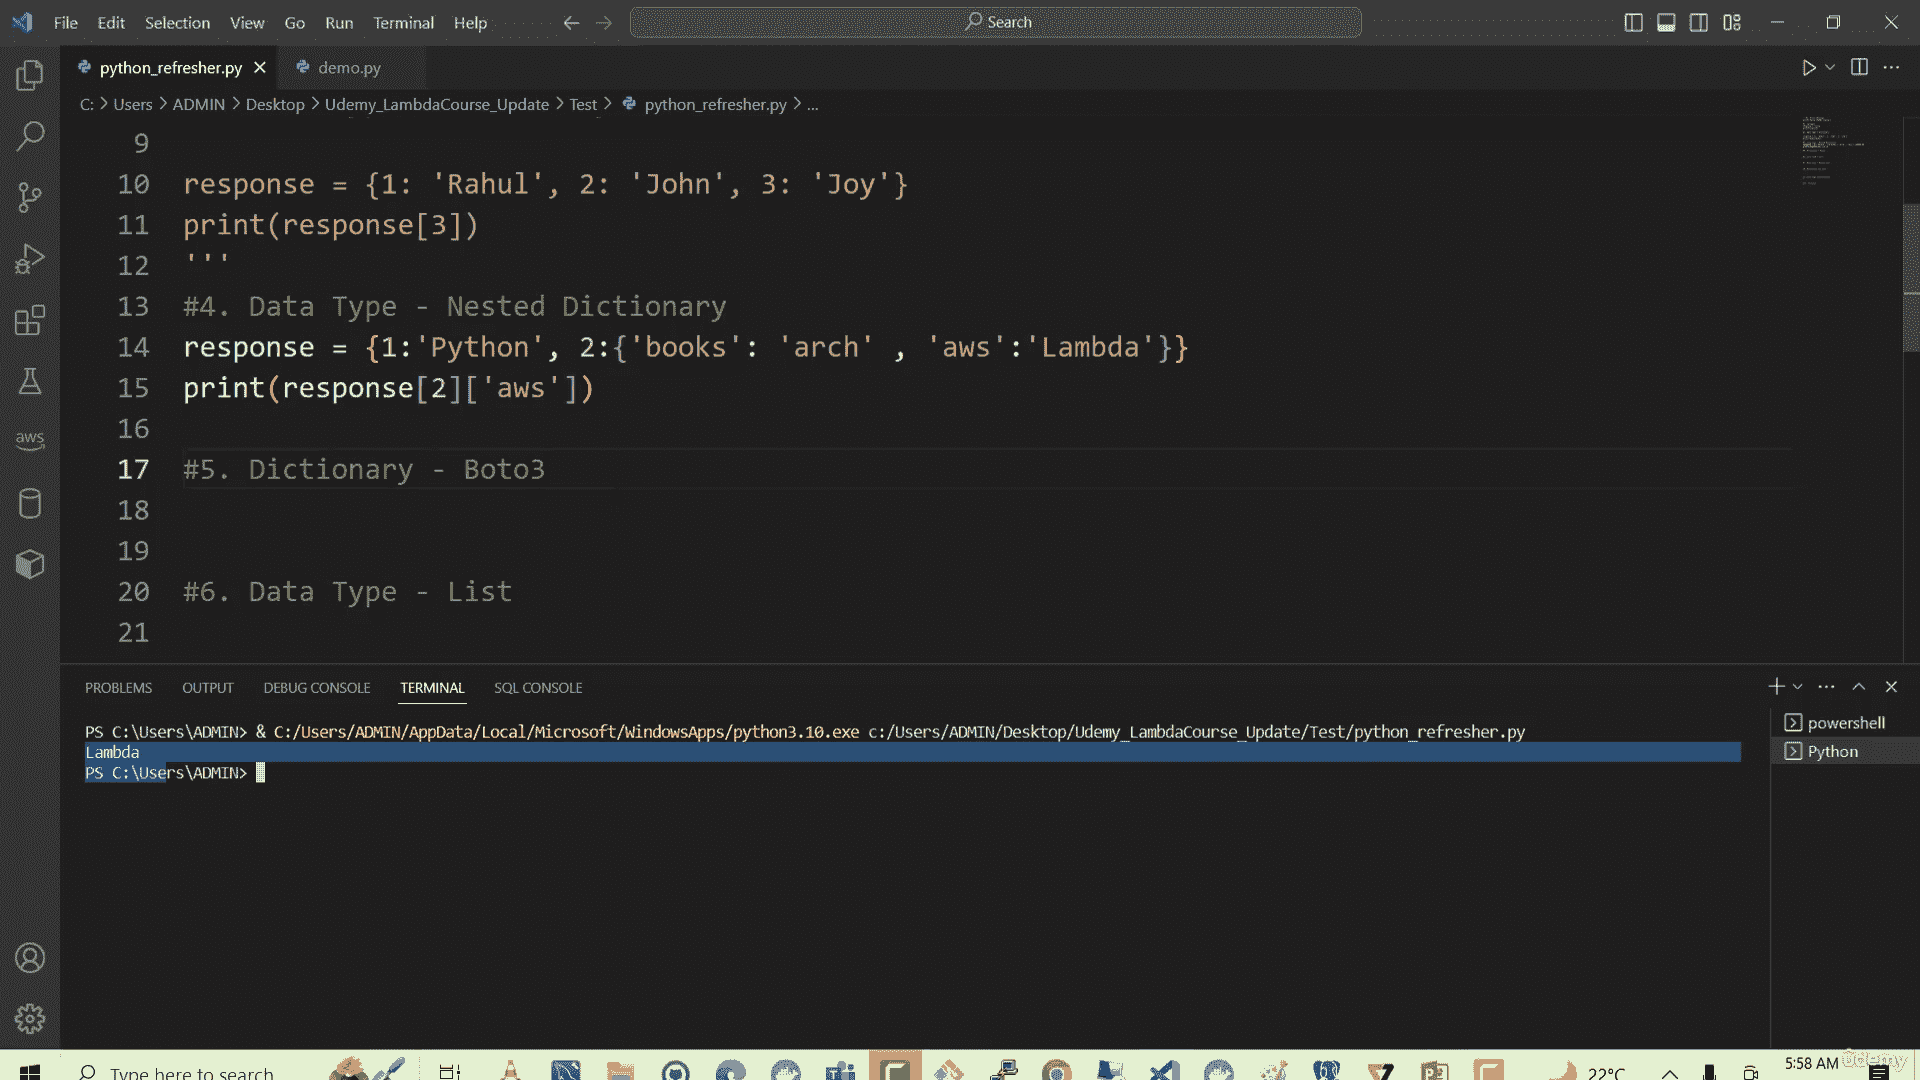 File Edit Selection View Go Run Terminal Help Search
python_refresher.py demo.py
C: > Users > ADMIN > Desktop > Udemy_LambdaCourse_Update > Test > python_refresher.py > ...
9
10 response = {1: 'Rahul', 2: 'John', 3: 'Joy'}
11 print(response[3])
12 '''
13 #4. Data Type - Nested Dictionary
14 response = {1:'Python', 2:{'books': 'arch' , 'aws':'Lambda'}}
15 print(response[2]['aws'])
16
17 #5. Dictionary - Boto3
18
19
20 #6. Data Type - List
21
aws
PROBLEMS OUTPUT DEBUG CONSOLE TERMINAL SQL CONSOLE
PS C:\Users\ADMIN> & C:/Users/ADMIN/AppData/Local/Microsoft/WindowsApps/python3.10.exe c:/Users/ADMIN/Desktop/Udemy_LambdaCourse_Update/Test/python_refresher.py
Lambda
PS C:\Users\ADMIN>
powershell
Python
Type here to search
22°C
5:58 AM
ûdemy